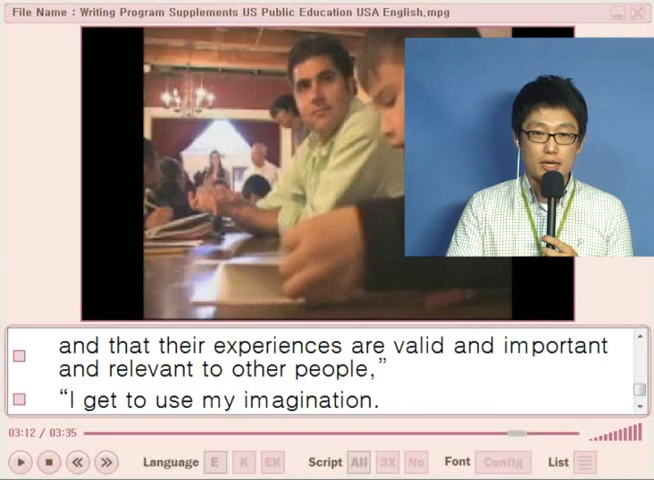 File Name : Writing Program Supplements US Public Education USA English.mpg
and that their experiences are valid and important
and relevant to other people,”
“I get to use my imagination.
03:12 / 03:35
Language E K EK Script All 3X No Font Config List